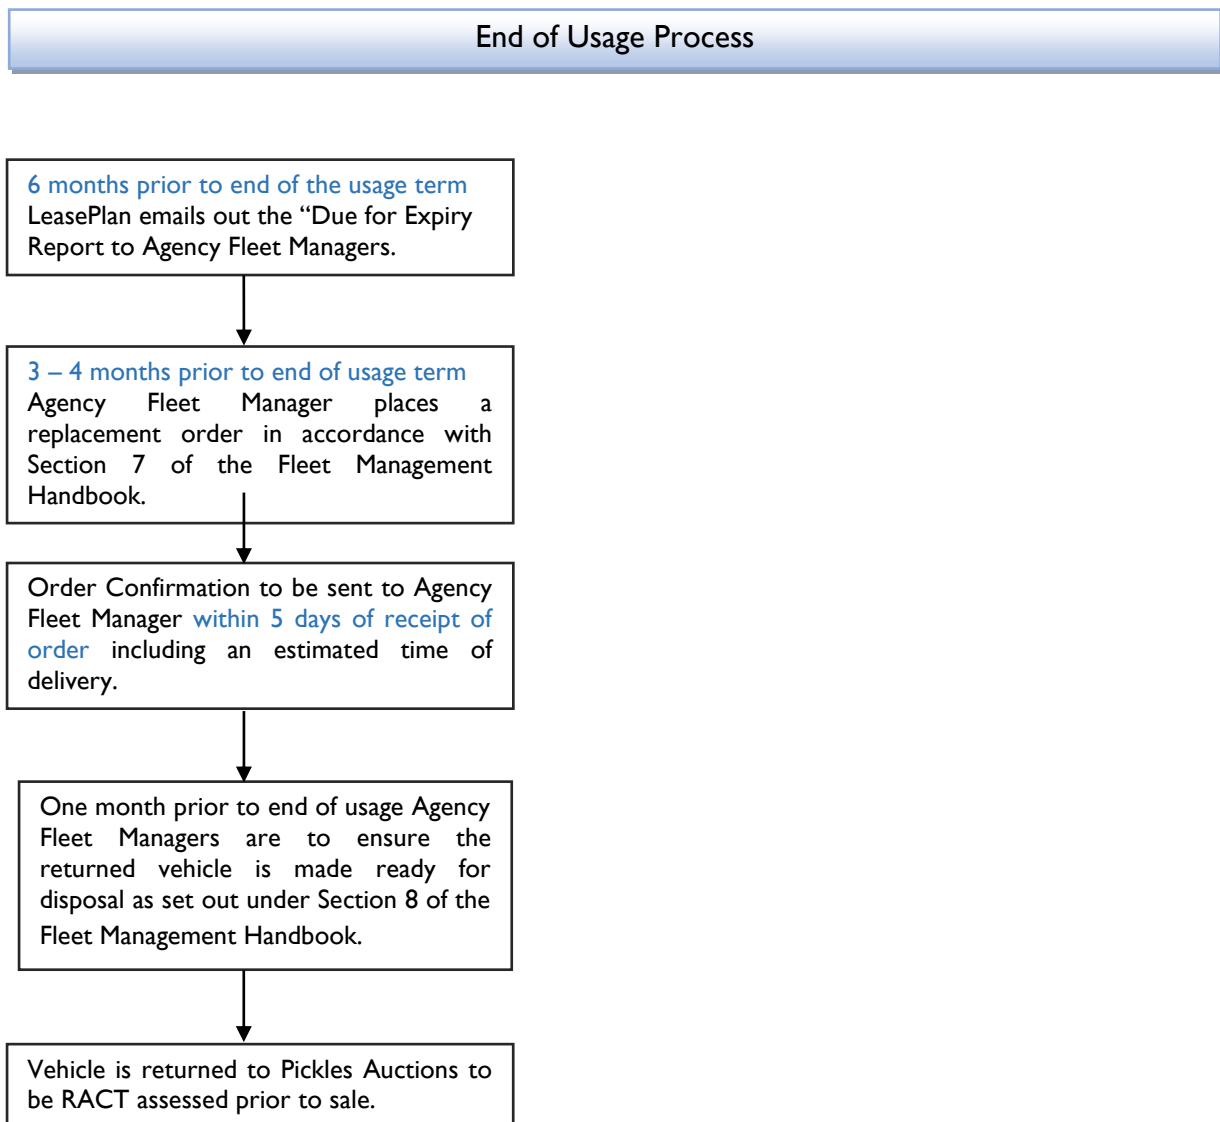 End of Usage Process
6 months prior to end of the usage term
LeasePlan emails out the “Due for Expiry
Report to Agency Fleet Managers.
3 – 4 months prior to end of usage term
Agency Fleet Manager places a
replacement order in accordance with
Section 7 of the Fleet Management
Handbook.
Order Confirmation to be sent to Agency
Fleet Manager within 5 days of receipt of
order including an estimated time of
delivery.
One month prior to end of usage Agency
Fleet Managers are to ensure the
returned vehicle is made ready for
disposal as set out under Section 8 of the
Fleet Management Handbook.
Vehicle is returned to Pickles Auctions to
be RACT assessed prior to sale.